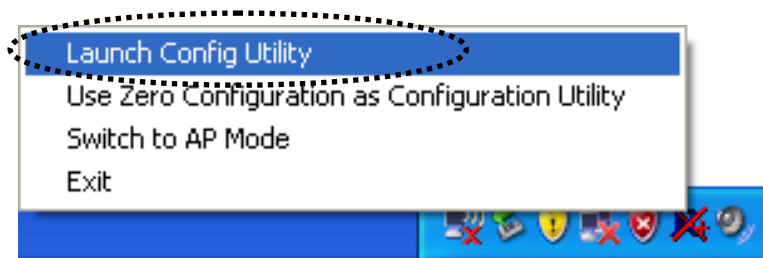 Launch Config Utility
Use Zero Configuration as Configuration Utility
Switch to AP Mode
Exit